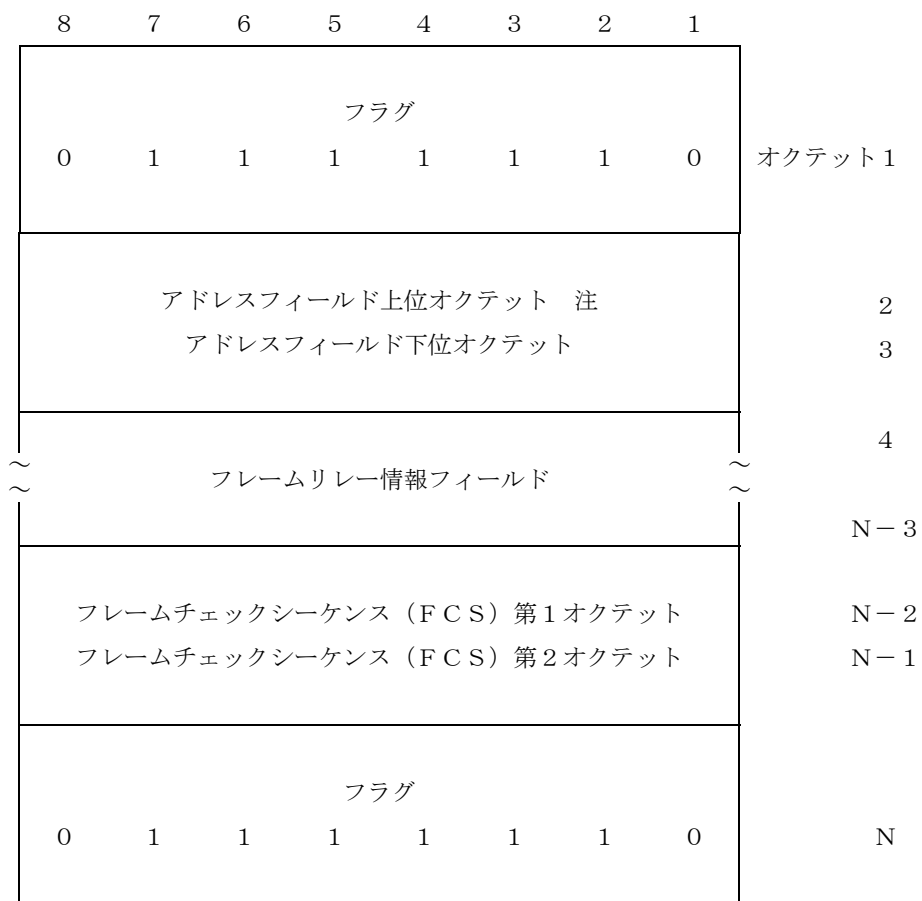 8 7 6 5 4 3 2 1
フラグ
0 1 1 1 1 1 1 0 オクテット1
アドレスフィールド上位オクテット 注 2
アドレスフィールド下位オクテット 3
4
フレームリレー情報フィールド
N-3
フレームチェックシーケンス(FCS)第1オクテット N-2
フレームチェックシーケンス(FCS)第2オクテット N-1
フラグ
0 1 1 1 1 1 1 0 N